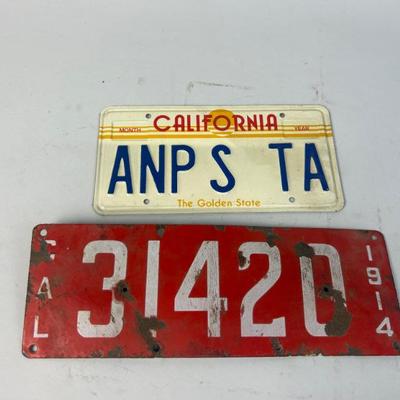 CALIFORNIA
MONTH YEAR
ANP S TA
The Golden State
CAL 31420 1914